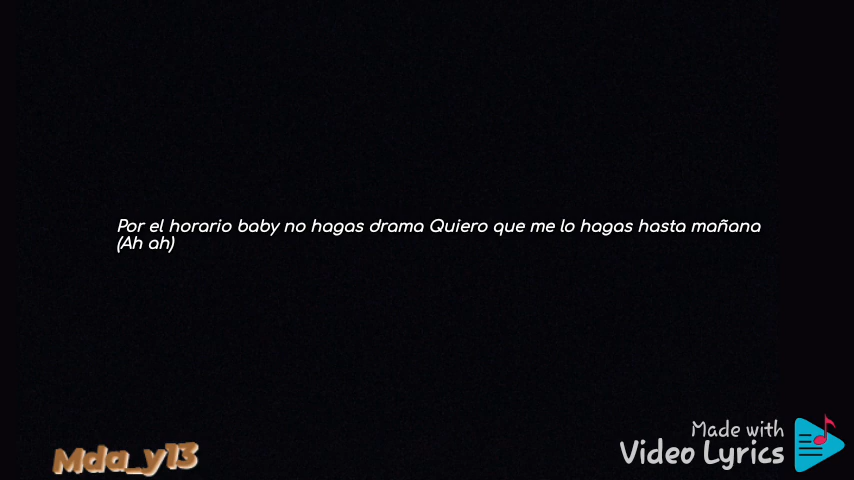 Por el horario baby no hagas drama Quiero que me lo hagas hasta mañana
(Ah ah)
Mda_y13
Made with
Video Lyrics